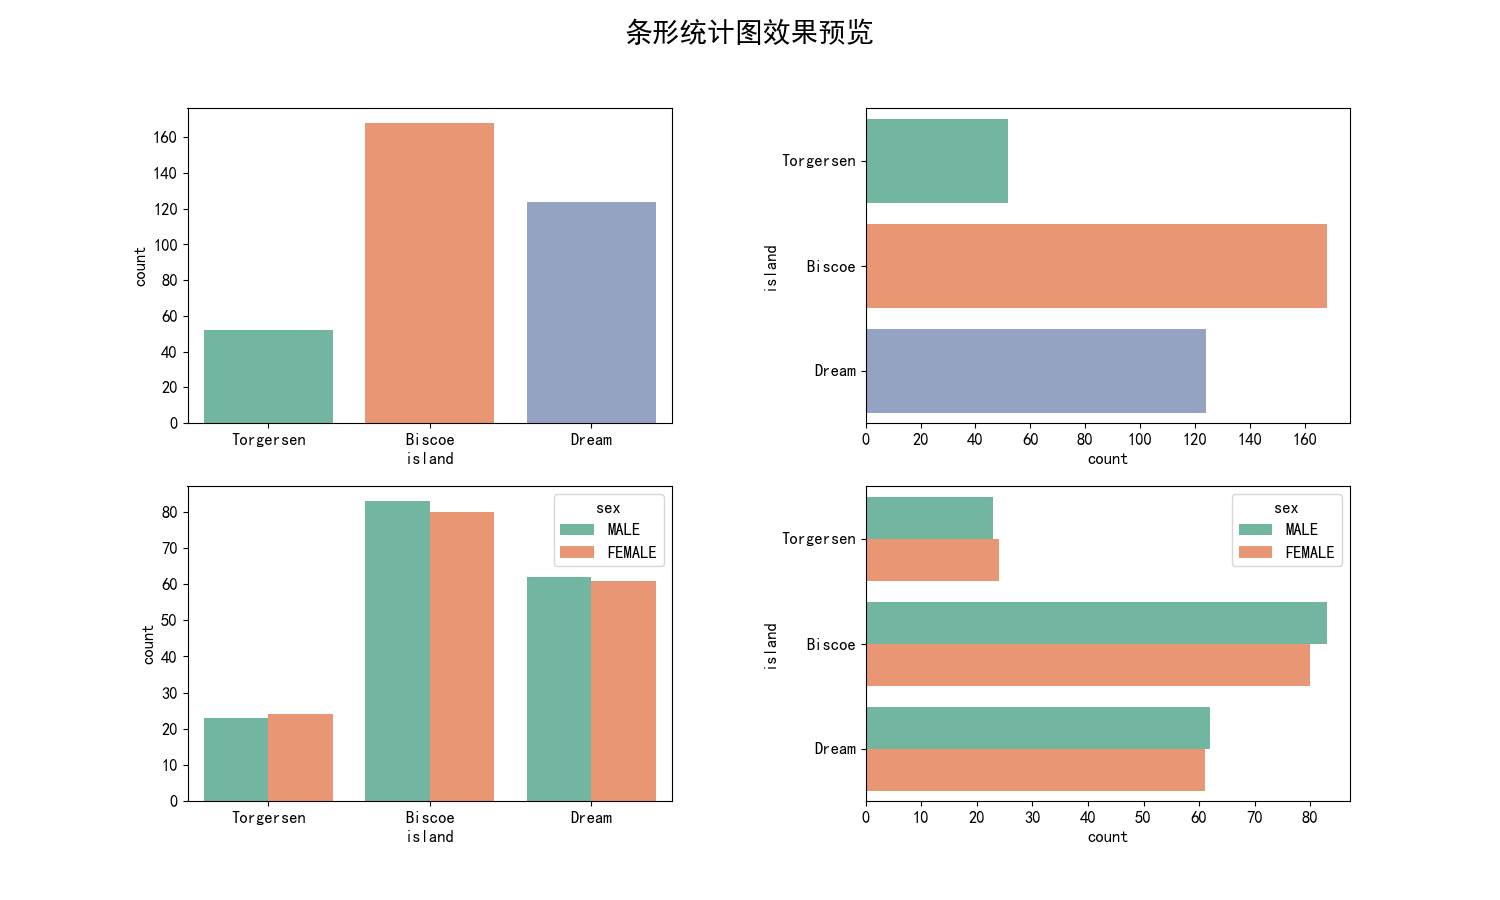 条形统计图效果预览
160
140
120
100
80
60
40
20
0
count
Torgersen Biscoe Dream
island
Torgersen
Biscoe
Dream
island
0 20 40 60 80 100 120 140 160
count
80
70
60
50
40
30
20
10
0
count
sex
MALE
FEMALE
Torgersen Biscoe Dream
island
Torgersen
Biscoe
Dream
island
sex
MALE
FEMALE
0 10 20 30 40 50 60 70 80
count